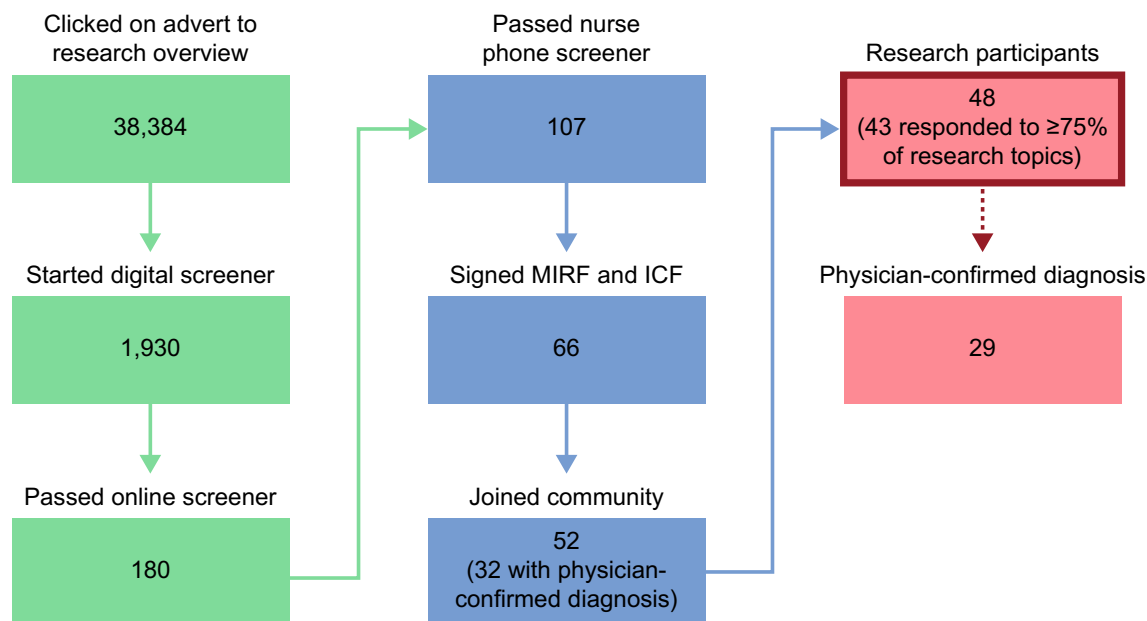 Clicked on advert to
research overview
38,384
Started digital screener
1,930
Passed online screener
180
Passed nurse
phone screener
107
Signed MIRF and ICF
66
Joined community
52
(32 with physician-
confirmed diagnosis)
Research participants
48
(43 responded to ≥75%
of research topics)
Physician-confirmed diagnosis
29